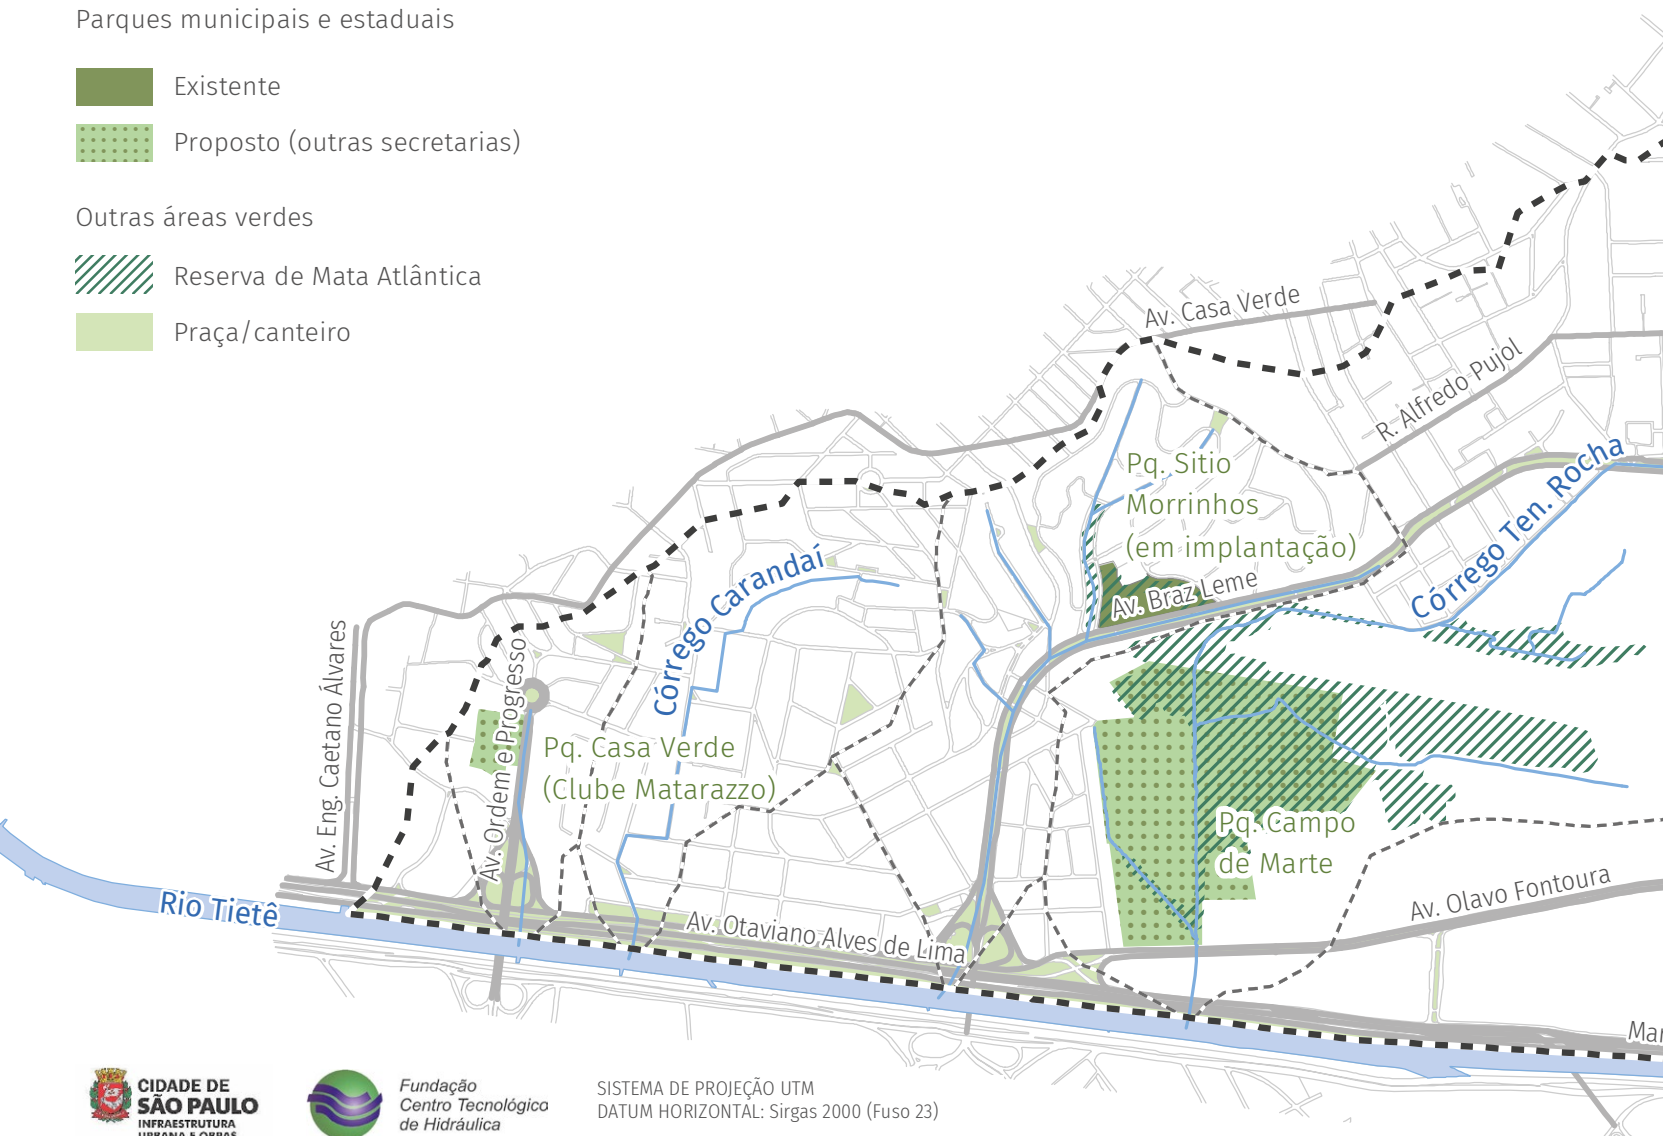 Parques municipais e estaduais
Existente
Proposto (outras secretarias)
Outras áreas verdes
Reserva de Mata Atlântica
Praça/canteiro
Av. Casa Verde
R. Alfredo Pujol
Córrego Ten. Rocha
Pq. Sitio
Morrinhos
(em implantação)
Av. Braz Leme
Córrego Carandaí
Av. Eng. Caetano Álvares
Av. Ordem e Progresso
Pq. Casa Verde
(Clube Matarazzo)
Pq. Campo
de Marte
Av. Olavo Fontoura
Rio Tietê
Av. Otaviano Alves de Lima
Mar
CIDADE DE
SÃO PAULO
INFRAESTRUTURA
URBANA E OBRAS
Fundação
Centro Tecnológico
de Hidráulica
SISTEMA DE PROJEÇÃO UTM
DATUM HORIZONTAL: Sirgas 2000 (Fuso 23)